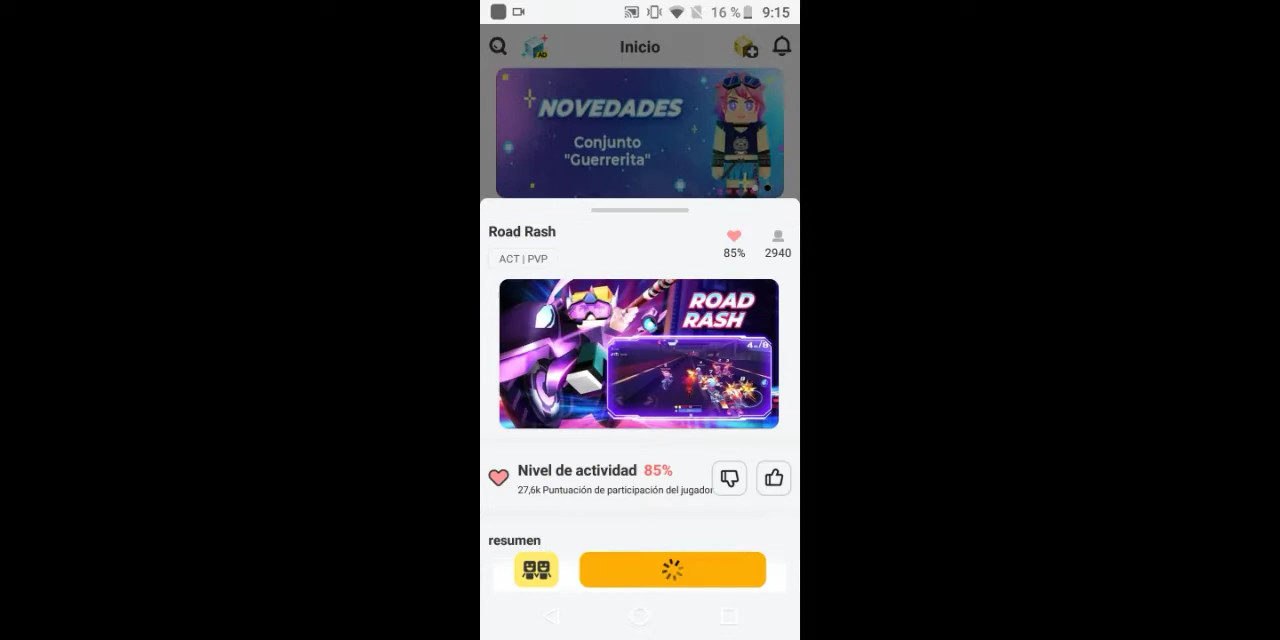 16 % 9:15
AD
Inicio
NOVEDADES
Conjunto
"Guerrerita"
Road Rash
ACT | PVP
85%
2940
ROAD
RASH
Nivel de actividad 85%
27,6k Puntuación de participación del jugador
resumen